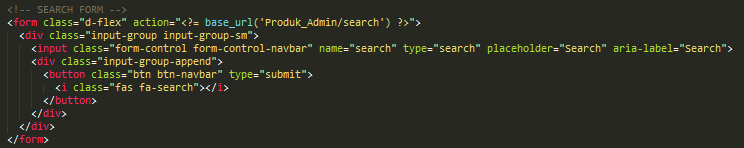 <!-- SEARCH FORM -->
<form class="d-flex" action="<?= base_url('Produk_Admin/search') ?>">
<div class="input-group input-group-sm">
<input class="form-control form-control-navbar" name="search" type="search" placeholder="Search" aria-label="Search">
<div class="input-group-append">
<button class="btn btn-navbar" type="submit">
<i class="fas fa-search"></i>
</button>
</div>
</div>
</form>